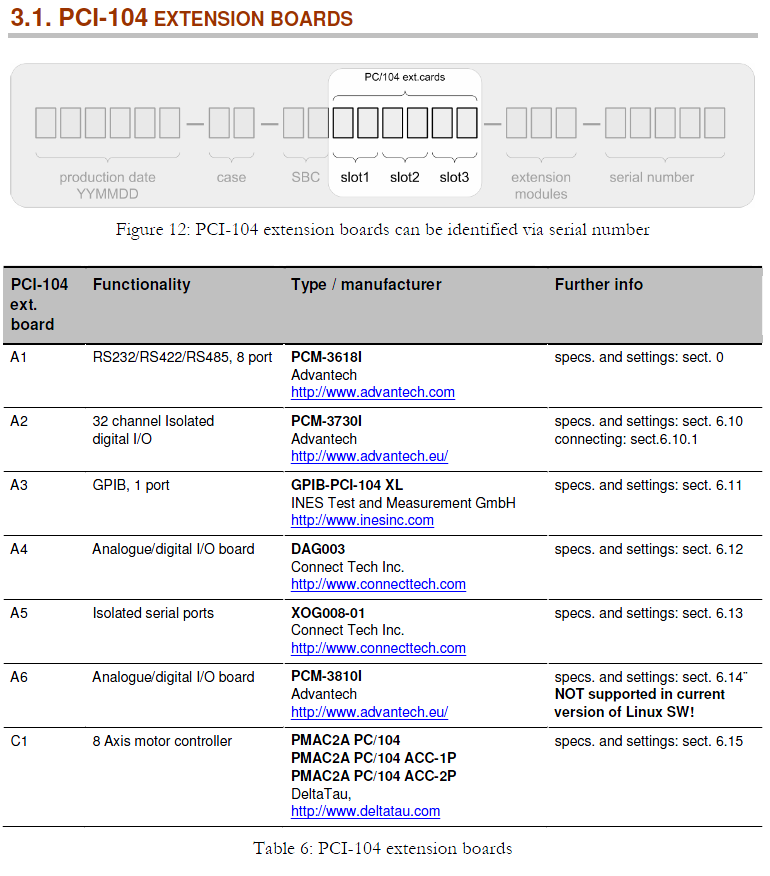 3.1. PCI-104 EXTENSION BOARDS
PC/104 ext.cards
production date
YYMMDD
case
SBC
slot1
slot2
slot3
extension
modules
serial number
Figure 12: PCI-104 extension boards can be identified via serial number
PCI-104
ext.
board
Functionality
Type / manufacturer
Further info
A1
RS232/RS422/RS485, 8 port
PCM-3618I
Advantech
http://www.advantech.com
specs. and settings: sect. 0
A2
32 channel Isolated
digital I/O
PCM-3730I
Advantech
http://www.advantech.eu/
specs. and settings: sect. 6.10
connecting: sect.6.10.1
A3
GPIB, 1 port
GPIB-PCI-104 XL
INES Test and Measurement GmbH
http://www.inesinc.com
specs. and settings: sect. 6.11
A4
Analogue/digital I/O board
DAG003
Connect Tech Inc.
http://www.connecttech.com
specs. and settings: sect. 6.12
A5
Isolated serial ports
XOG008-01
Connect Tech Inc.
http://www.connecttech.com
specs. and settings: sect. 6.13
A6
Analogue/digital I/O board
PCM-3810I
Advantech
http://www.advantech.eu/
specs. and settings: sect. 6.14¨
NOT supported in current
version of Linux SW!
C1
8 Axis motor controller
PMAC2A PC/104
PMAC2A PC/104 ACC-1P
PMAC2A PC/104 ACC-2P
DeltaTau,
http://www.deltatau.com
specs. and settings: sect. 6.15
Table 6: PCI-104 extension boards